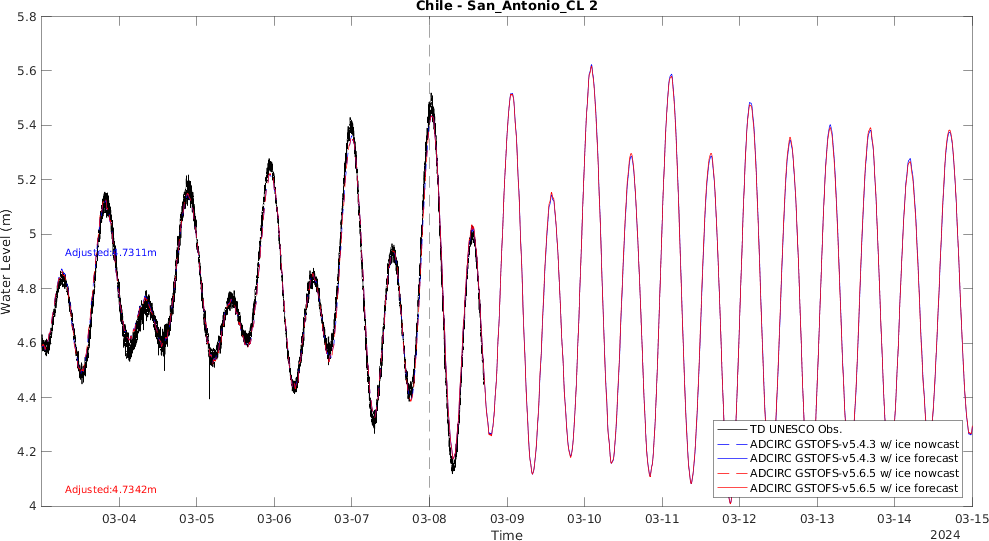 Chile - San_Antonio_CL 2
5.8
5.6
5.4
5.2
5
4.8
4.6
4.4
4.2
4
Water Level (m)
Adjusted:4.7311m
Adjusted:4.7342m
TD UNESCO Obs.
ADCIRC GSTOFS-v5.4.3 w/ ice nowcast
ADCIRC GSTOFS-v5.4.3 w/ ice forecast
ADCIRC GSTOFS-v5.6.5 w/ ice nowcast
ADCIRC GSTOFS-v5.6.5 w/ ice forecast
03-04 03-05 03-06 03-07 03-08 03-09 03-10 03-11 03-12 03-13 03-14 03-15
Time
2024